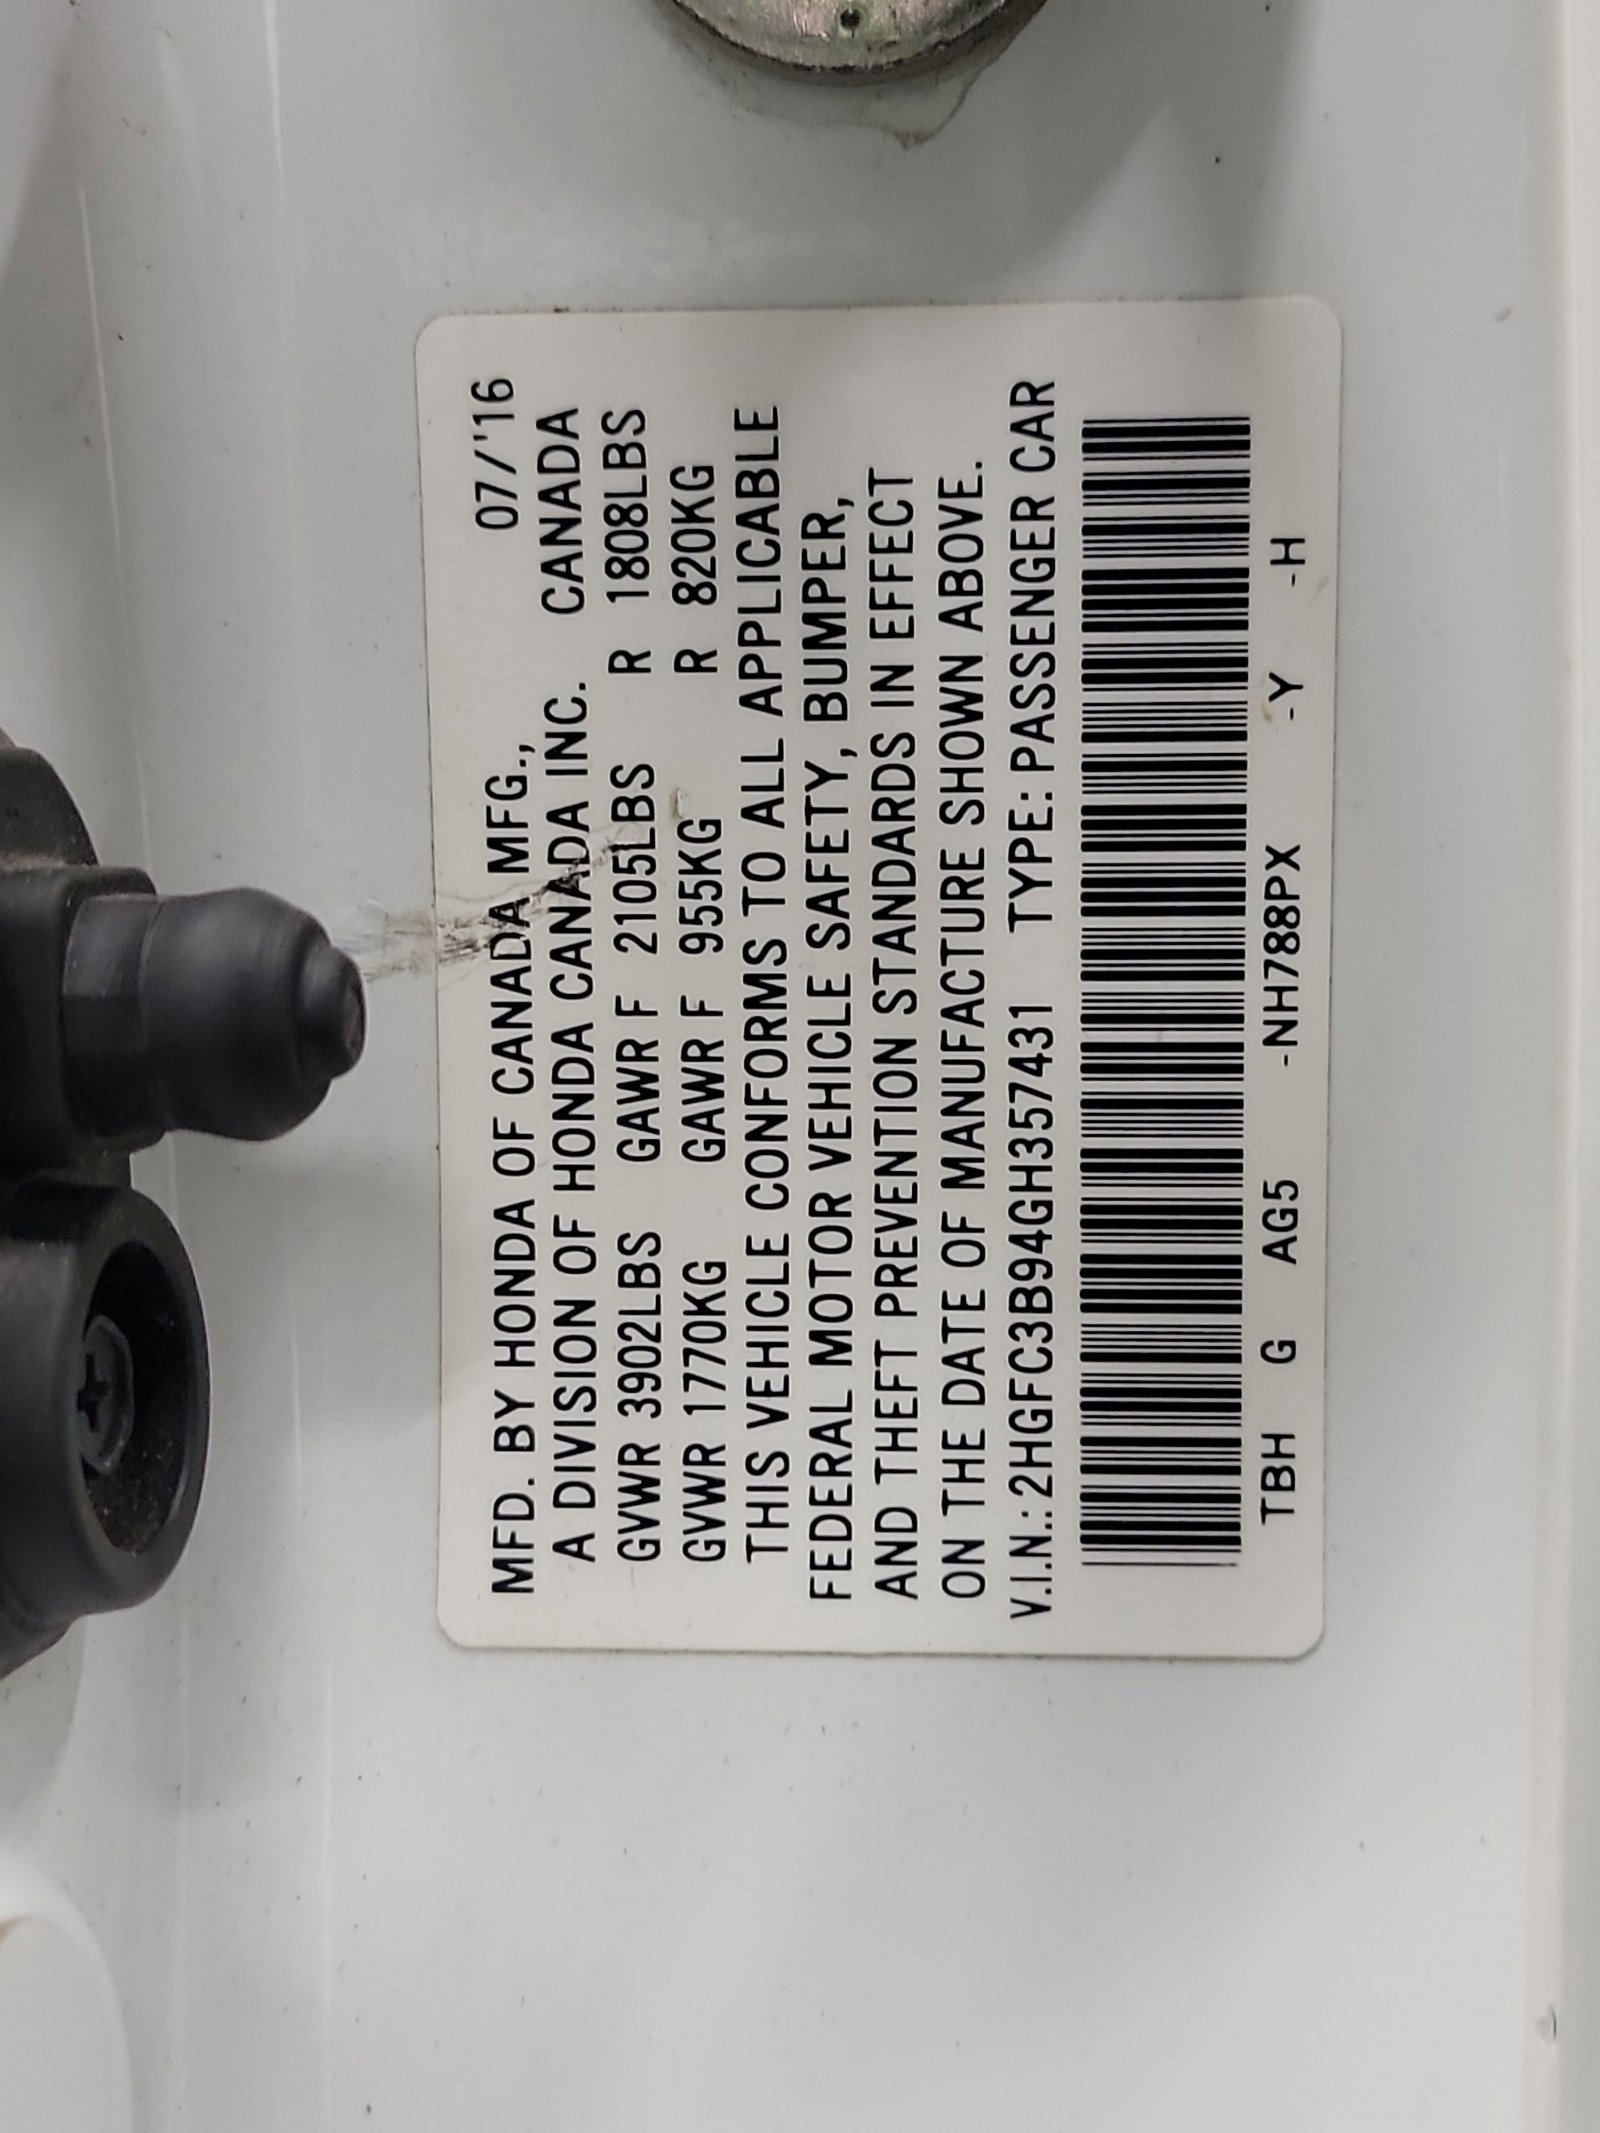 MFD. BY HONDA OF CANADA MFG., 07/'16
A DIVISION OF HONDA CANADA INC. CANADA
GVWR 3902LBS GAWR F 2105LBS R 1808LBS
GVWR 1770KG GAWR F 955KG R 820KG
THIS VEHICLE CONFORMS TO ALL APPLICABLE
FEDERAL MOTOR VEHICLE SAFETY, BUMPER,
AND THEFT PREVENTION STANDARDS IN EFFECT
ON THE DATE OF MANUFACTURE SHOWN ABOVE.
V.I.N.: 2HGFC3B94GH357431 TYPE: PASSENGER CAR
TBH G AG5 -NH788PX -Y -H